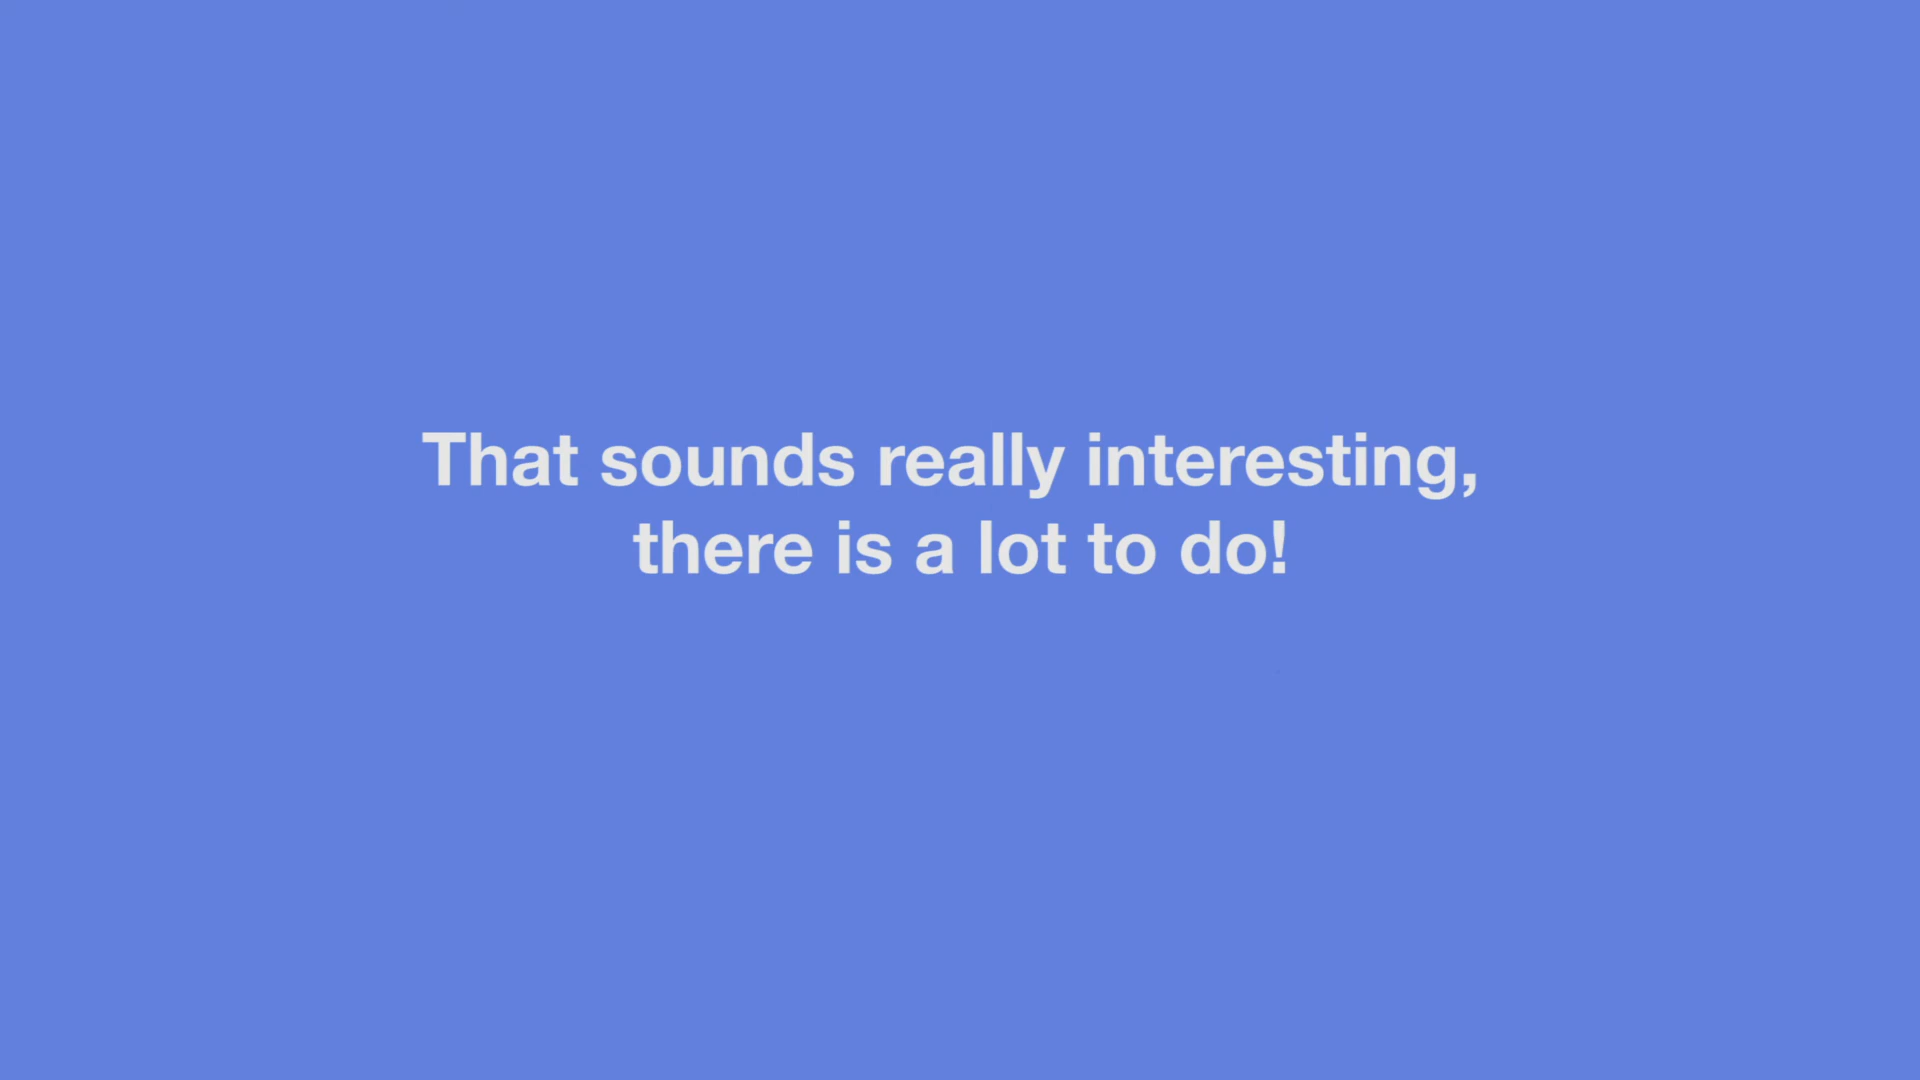 That sounds really interesting,
there is a lot to do!